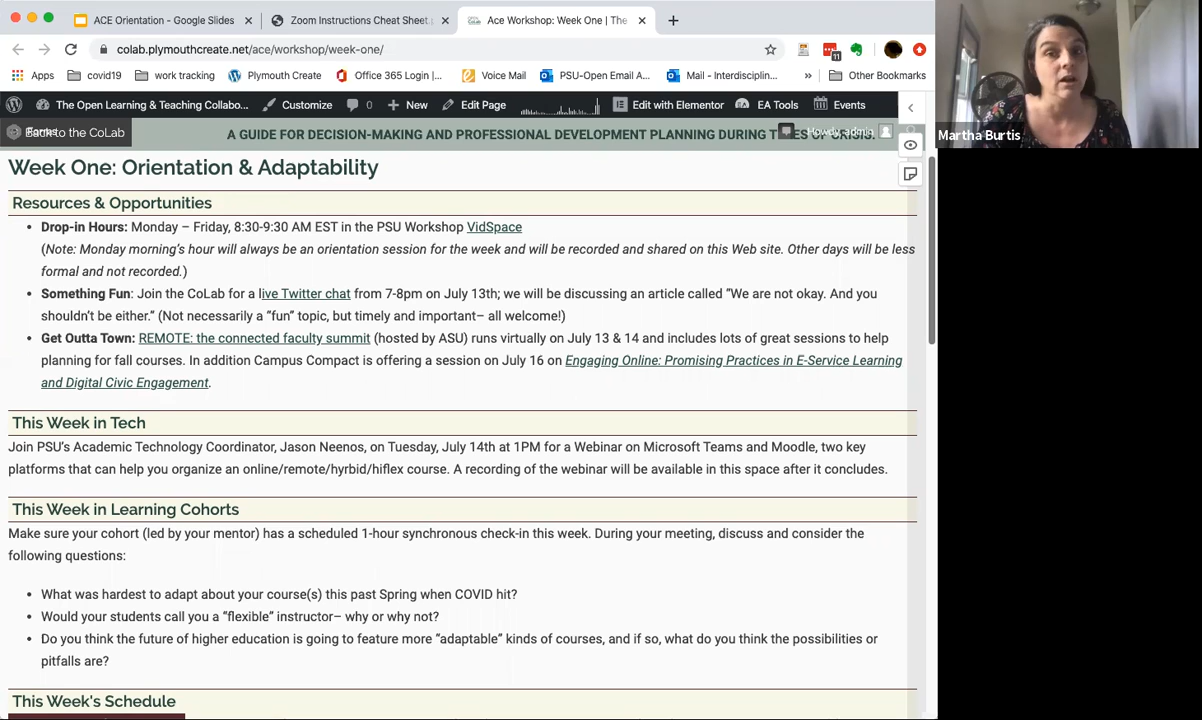 ACE Orientation - Google Slides
Zoom Instructions Cheat Sheet.
Ace Workshop: Week One | The
colab.plymouthcreate.net/ace/workshop/week-one/
11
Apps covid19 work tracking Plymouth Create Office 365 Login |... Voice Mail PSU-Open Email A... Mail - Interdisciplin... » Other Bookmarks
The Open Learning & Teaching Collabo... Customize 0 New Edit Page Edit with Elementor EA Tools Events
to the CoLab
A GUIDE FOR DECISION-MAKING AND PROFESSIONAL DEVELOPMENT PLANNING DURING TIMES OF CRISIS.
Howdy, admin
Martha Burtis
Week One: Orientation & Adaptability
Resources & Opportunities
• Drop-in Hours: Monday – Friday, 8:30-9:30 AM EST in the PSU Workshop VidSpace
(Note: Monday morning's hour will always be an orientation session for the week and will be recorded and shared on this Web site. Other days will be less
formal and not recorded.)
• Something Fun: Join the CoLab for a live Twitter chat from 7-8pm on July 13th; we will be discussing an article called “We are not okay. And you
shouldn't be either.” (Not necessarily a “fun” topic, but timely and important– all welcome!)
• Get Outta Town: REMOTE: the connected faculty summit (hosted by ASU) runs virtually on July 13 & 14 and includes lots of great sessions to help
planning for fall courses. In addition Campus Compact is offering a session on July 16 on Engaging Online: Promising Practices in E-Service Learning
and Digital Civic Engagement.
This Week in Tech
Join PSU's Academic Technology Coordinator, Jason Neenos, on Tuesday, July 14th at 1PM for a Webinar on Microsoft Teams and Moodle, two key
platforms that can help you organize an online/remote/hyrbid/hiflex course. A recording of the webinar will be available in this space after it concludes.
This Week in Learning Cohorts
Make sure your cohort (led by your mentor) has a scheduled 1-hour synchronous check-in this week. During your meeting, discuss and consider the
following questions:
• What was hardest to adapt about your course(s) this past Spring when COVID hit?
• Would your students call you a “flexible” instructor– why or why not?
• Do you think the future of higher education is going to feature more “adaptable” kinds of courses, and if so, what do you think the possibilities or
pitfalls are?
This Week's Schedule